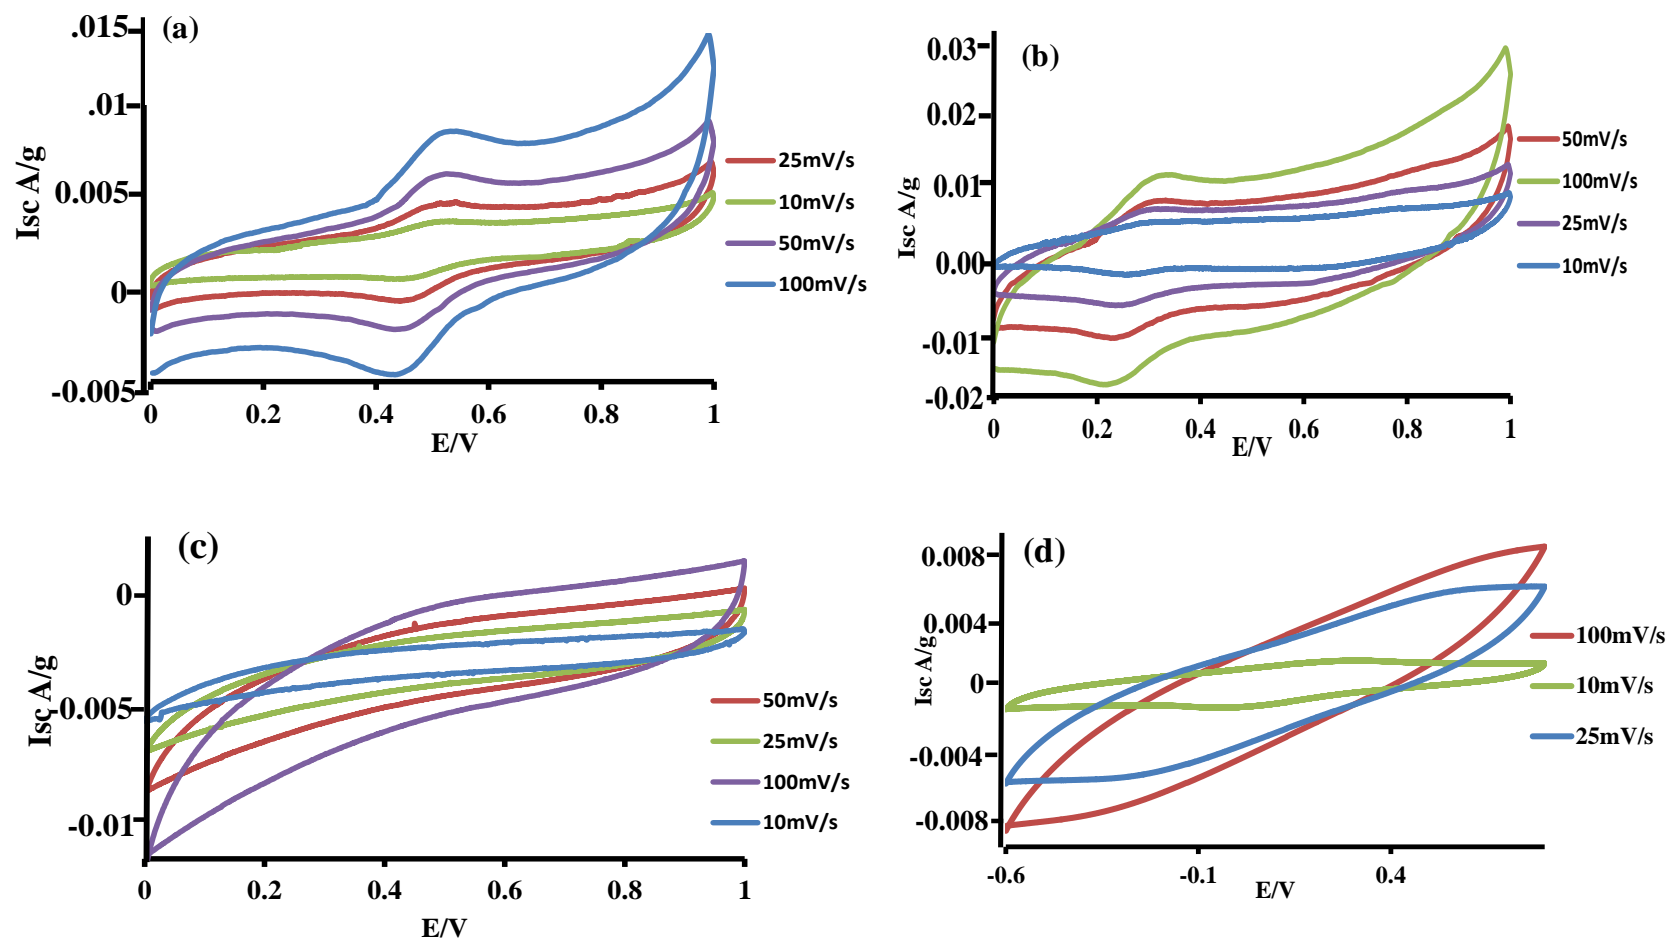 (a)
.015
.01
0.005
0
-0.005
Isc A/g
0
0.2
0.4
0.6
0.8
1
E/V
25mV/s
10mV/s
50mV/s
100mV/s
(b)
0.03
0.02
0.01
0.00
-0.01
-0.02
Isc A/g
0
0.2
0.4
0.6
0.8
1
E/V
50mV/s
100mV/s
25mV/s
10mV/s
(c)
0
-0.005
-0.01
Isc A/g
0
0.2
0.4
0.6
0.8
1
E/V
50mV/s
25mV/s
100mV/s
10mV/s
(d)
0.008
0.004
0
-0.004
-0.008
Isc A/g
-0.6
-0.1
0.4
E/V
100mV/s
10mV/s
25mV/s